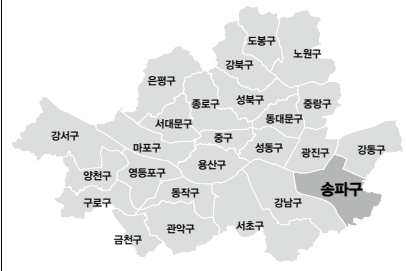 도봉구
노원구
강북구
은평구
성북구
중랑구
종로구
동대문구
서대문구
강서구
중구
마포구
성동구
광진구
강동구
용산구
양천구
영등포구
동작구
송파구
구로구
강남구
관악구
서초구
금천구